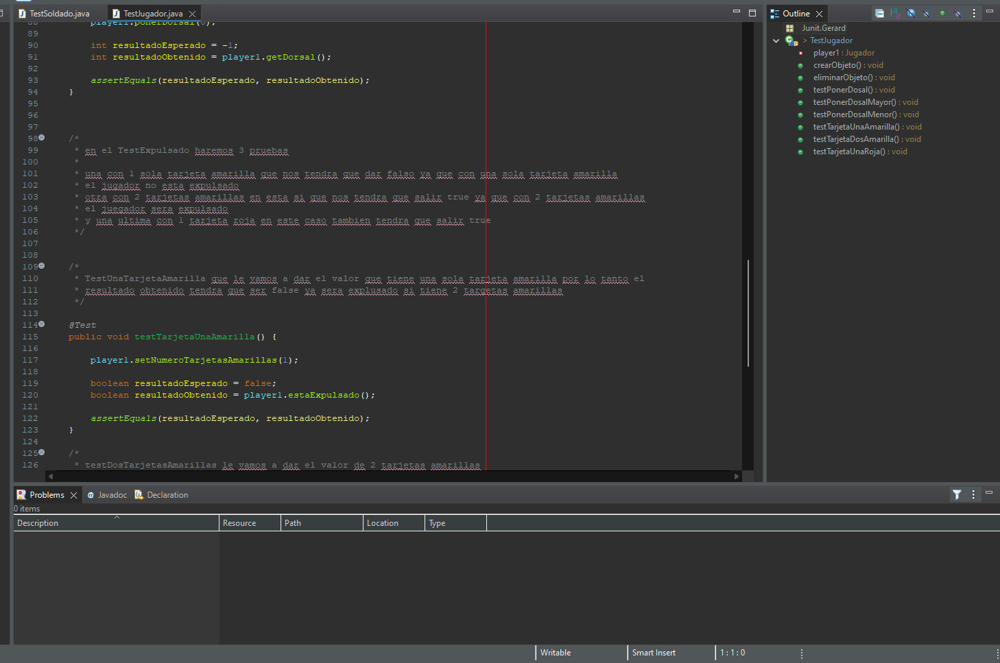 TestSoldado.java
TestJugador.java
88 player1.ponerDorsal(0);
89
90 int resultadoEsperado = -1;
91 int resultadoObtenido = player1.getDorsal();
92
93 assertEquals(resultadoEsperado, resultadoObtenido);
94 }
95
96
97
98 /*
99 * en el TestExpulsado haremos 3 pruebas
100 *
101 * una con 1 sola tarjeta amarilla que nos tendra que dar falso ya que con una sola tarjeta amarilla
102 * el jugador no esta expulsado
103 * otra con 2 tarjetas amarillas en esta si que nos tendra que salir true ya que con 2 tarjetas amarillas
104 * el juegador sera expulsado
105 * y una ultima con 1 tarjeta roja en este caso tambien tendra que salir true
106 */
107
108
109 /*
110 * TestUnaTarjetaAmarilla que le vamos a dar el valor que tiene una sola tarjeta amarilla por lo tanto el
111 * resultado obtenido tendra que ser false ya sera explusado si tiene 2 targetas amarillas
112 */
113
114 @Test
115 public void testTarjetaUnaAmarilla() {
116
117 player1.setNumeroTarjetasAmarillas(1);
118
119 boolean resultadoEsperado = false;
120 boolean resultadoObtenido = player1.estaExpulsado();
121
122 assertEquals(resultadoEsperado, resultadoObtenido);
123 }
124
125 /*
126 * testDosTarjetasAmarillas le vamos a dar el valor de 2 tarjetas amarillas
Outline
Junit.Gerard
> TestJugador
player1 : Jugador
crearObjeto() : void
eliminarObjeto() : void
testPonerDosal() : void
testPonerDosalMayor() : void
testPonerDosalMenor() : void
testTarjetaUnaAmarilla() : void
testTarjetaDosAmarilla() : void
testTarjetaUnaRoja() : void
Problems
Javadoc
Declaration
0 items
Description Resource Path Location Type
Writable Smart Insert 1 : 1 : 0